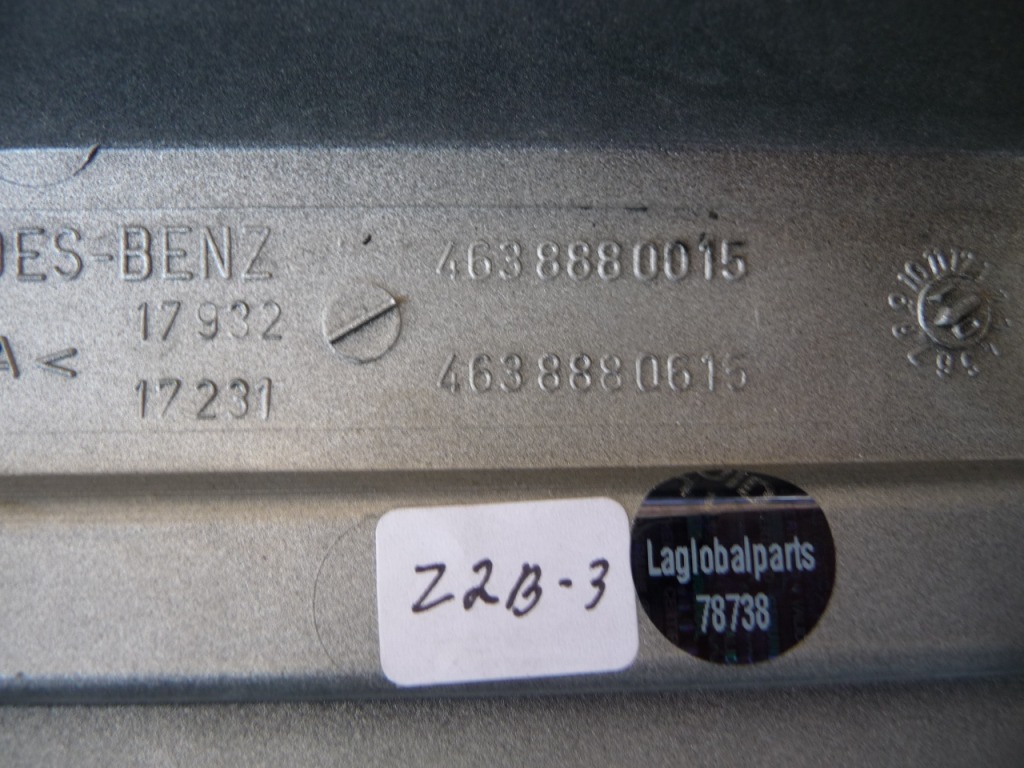 DES-BENZ
17932
A<
17231
4638880015
4638880615
Z2B-3
Laglobalparts
78738